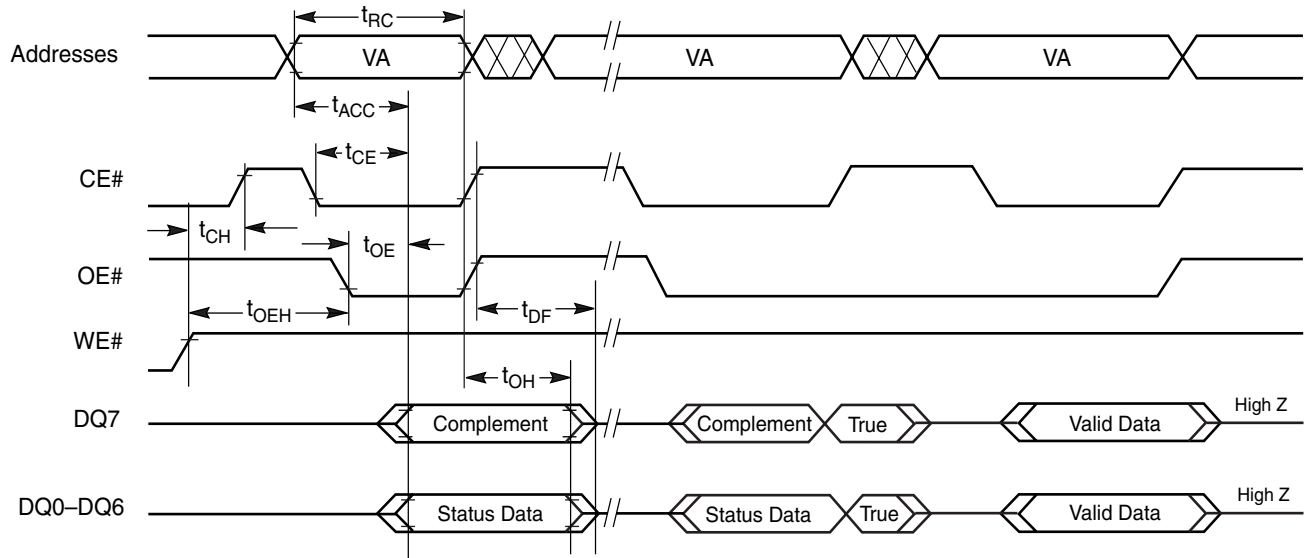 tRC
Addresses VA VA VA
tACC
tCE
CE#
tCH tOE
OE#
tOEH tDF
WE#
tOH
DQ7 Complement Complement True Valid Data High Z
DQ0–DQ6 Status Data Status Data True Valid Data High Z